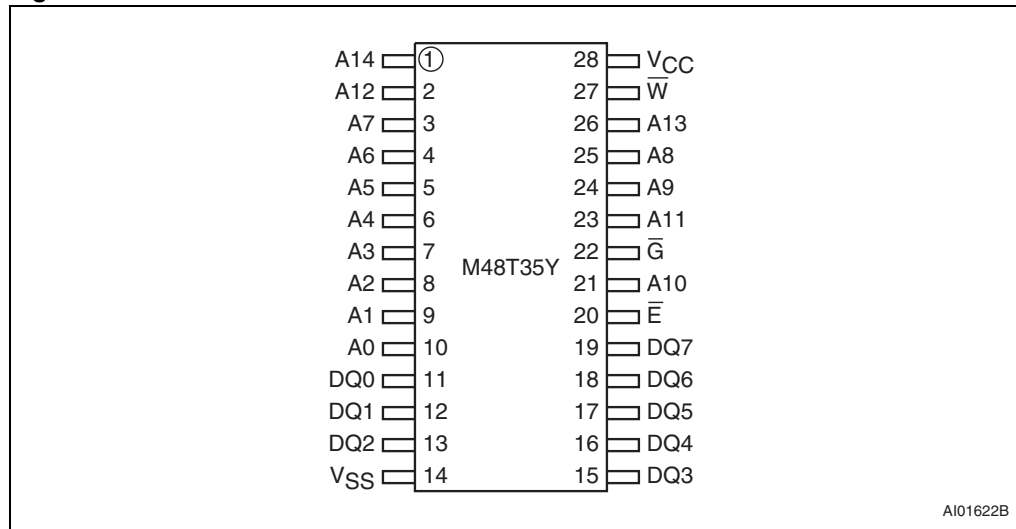 A14 1 28 VCC
A12 2 27 W̅
A7 3 26 A13
A6 4 25 A8
A5 5 24 A9
A4 6 23 A11
A3 7 22 G̅
M48T35Y
A2 8 21 A10
A1 9 20 E̅
A0 10 19 DQ7
DQ0 11 18 DQ6
DQ1 12 17 DQ5
DQ2 13 16 DQ4
VSS 14 15 DQ3
AI01622B